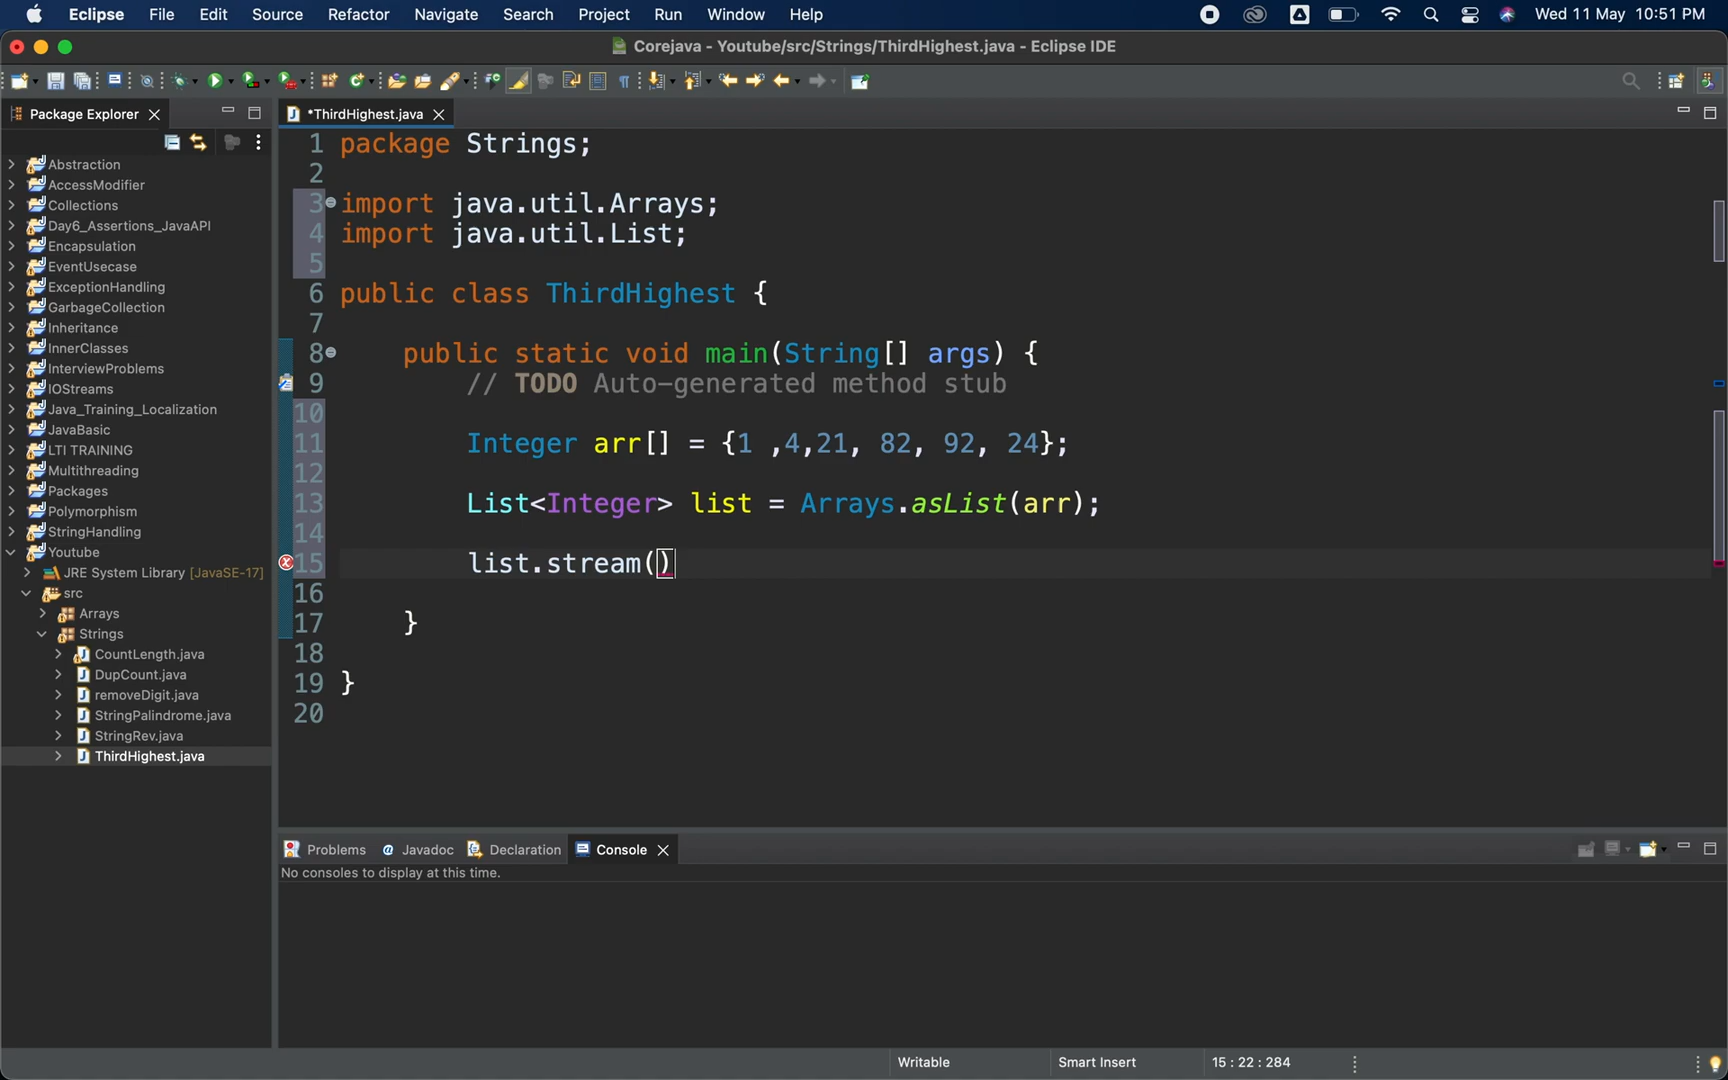 Eclipse File Edit Source Refactor Navigate Search Project Run Window Help Wed 11 May 10:51 PM
Corejava - Youtube/src/Strings/ThirdHighest.java - Eclipse IDE
Package Explorer
*ThirdHighest.java
Abstraction
AccessModifier
Collections
Day6_Assertions_JavaAPI
Encapsulation
EventUsecase
ExceptionHandling
GarbageCollection
Inheritance
InnerClasses
InterviewProblems
IOStreams
Java_Training_Localization
JavaBasic
LTI TRAINING
Multithreading
Packages
Polymorphism
StringHandling
Youtube
JRE System Library [JavaSE-17]
src
Arrays
Strings
CountLength.java
DupCount.java
removeDigit.java
StringPalindrome.java
StringRev.java
ThirdHighest.java
1 package Strings;
2
3 import java.util.Arrays;
4 import java.util.List;
5
6 public class ThirdHighest {
7
8 public static void main(String[] args) {
9 // TODO Auto-generated method stub
10
11 Integer arr[] = {1 ,4,21, 82, 92, 24};
12
13 List<Integer> list = Arrays.asList(arr);
14
15 list.stream()
16
17 }
18
19 }
20
Problems Javadoc Declaration Console
No consoles to display at this time.
Writable Smart Insert 15 : 22 : 284